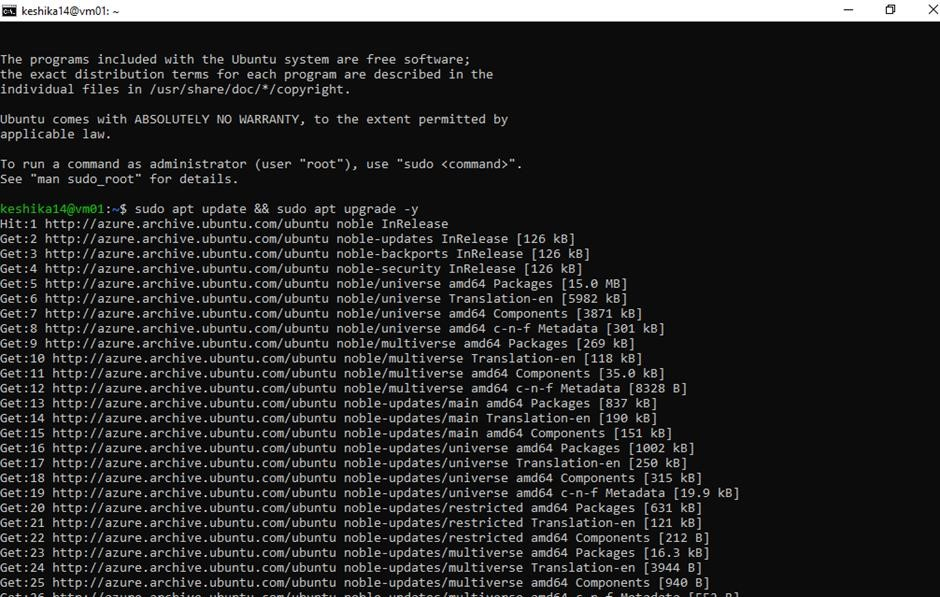 keshika14@vm01: ~
The programs included with the Ubuntu system are free software;
the exact distribution terms for each program are described in the
individual files in /usr/share/doc/*/copyright.
Ubuntu comes with ABSOLUTELY NO WARRANTY, to the extent permitted by
applicable law.
To run a command as administrator (user "root"), use "sudo <command>".
See "man sudo_root" for details.
keshika14@vm01:~$ sudo apt update && sudo apt upgrade -y
Hit:1 http://azure.archive.ubuntu.com/ubuntu noble InRelease
Get:2 http://azure.archive.ubuntu.com/ubuntu noble-updates InRelease [126 kB]
Get:3 http://azure.archive.ubuntu.com/ubuntu noble-backports InRelease [126 kB]
Get:4 http://azure.archive.ubuntu.com/ubuntu noble-security InRelease [126 kB]
Get:5 http://azure.archive.ubuntu.com/ubuntu noble/universe amd64 Packages [15.0 MB]
Get:6 http://azure.archive.ubuntu.com/ubuntu noble/universe Translation-en [5982 kB]
Get:7 http://azure.archive.ubuntu.com/ubuntu noble/universe amd64 Components [3871 kB]
Get:8 http://azure.archive.ubuntu.com/ubuntu noble/universe amd64 c-n-f Metadata [301 kB]
Get:9 http://azure.archive.ubuntu.com/ubuntu noble/multiverse amd64 Packages [269 kB]
Get:10 http://azure.archive.ubuntu.com/ubuntu noble/multiverse Translation-en [118 kB]
Get:11 http://azure.archive.ubuntu.com/ubuntu noble/multiverse amd64 Components [35.0 kB]
Get:12 http://azure.archive.ubuntu.com/ubuntu noble/multiverse amd64 c-n-f Metadata [8328 B]
Get:13 http://azure.archive.ubuntu.com/ubuntu noble-updates/main amd64 Packages [837 kB]
Get:14 http://azure.archive.ubuntu.com/ubuntu noble-updates/main Translation-en [190 kB]
Get:15 http://azure.archive.ubuntu.com/ubuntu noble-updates/main amd64 Components [151 kB]
Get:16 http://azure.archive.ubuntu.com/ubuntu noble-updates/universe amd64 Packages [1002 kB]
Get:17 http://azure.archive.ubuntu.com/ubuntu noble-updates/universe Translation-en [250 kB]
Get:18 http://azure.archive.ubuntu.com/ubuntu noble-updates/universe amd64 Components [315 kB]
Get:19 http://azure.archive.ubuntu.com/ubuntu noble-updates/universe amd64 c-n-f Metadata [19.9 kB]
Get:20 http://azure.archive.ubuntu.com/ubuntu noble-updates/restricted amd64 Packages [631 kB]
Get:21 http://azure.archive.ubuntu.com/ubuntu noble-updates/restricted Translation-en [121 kB]
Get:22 http://azure.archive.ubuntu.com/ubuntu noble-updates/restricted amd64 Components [212 B]
Get:23 http://azure.archive.ubuntu.com/ubuntu noble-updates/multiverse amd64 Packages [16.3 kB]
Get:24 http://azure.archive.ubuntu.com/ubuntu noble-updates/multiverse Translation-en [3944 B]
Get:25 http://azure.archive.ubuntu.com/ubuntu noble-updates/multiverse amd64 Components [940 B]
Get:26 http://azure.archive.ubuntu.com/ubuntu noble-updates/multiverse amd64 c-n-f Metadata